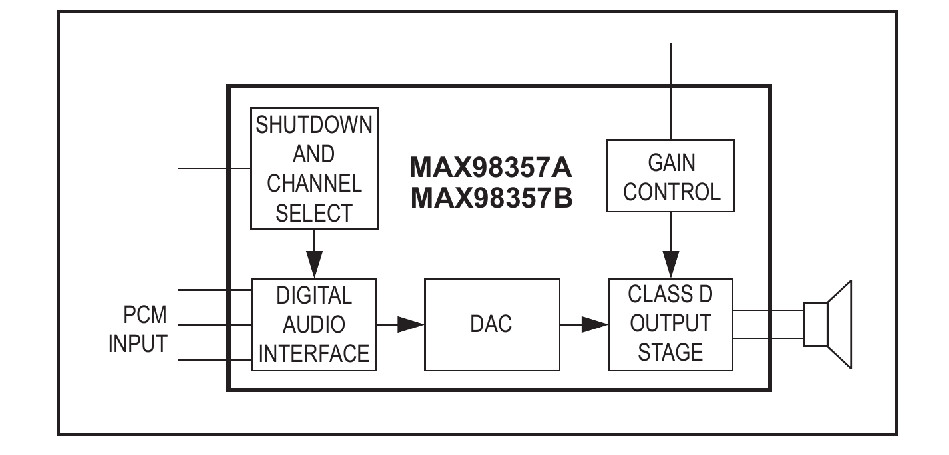 SHUTDOWN
AND
CHANNEL
SELECT
MAX98357A
MAX98357B
GAIN
CONTROL
PCM
INPUT
DIGITAL
AUDIO
INTERFACE
DAC
CLASS D
OUTPUT
STAGE